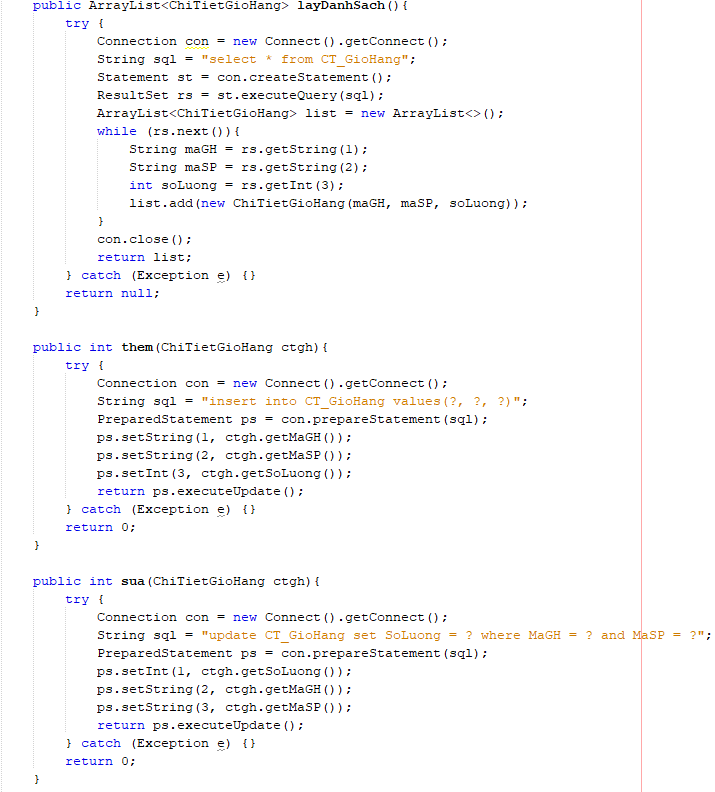 public ArrayList<ChiTietGioHang> layDanhSach(){
    try {
        Connection con = new Connect().getConnect();
        String sql = "select * from CT_GioHang";
        Statement st = con.createStatement();
        ResultSet rs = st.executeQuery(sql);
        ArrayList<ChiTietGioHang> list = new ArrayList<>();
        while (rs.next()){
            String maGH = rs.getString(1);
            String maSP = rs.getString(2);
            int soLuong = rs.getInt(3);
            list.add(new ChiTietGioHang(maGH, maSP, soLuong));
        }
        con.close();
        return list;
    } catch (Exception e) {}
    return null;
}

public int them(ChiTietGioHang ctgh){
    try {
        Connection con = new Connect().getConnect();
        String sql = "insert into CT_GioHang values(?, ?, ?)";
        PreparedStatement ps = con.prepareStatement(sql);
        ps.setString(1, ctgh.getMaGH());
        ps.setString(2, ctgh.getMaSP());
        ps.setInt(3, ctgh.getSoLuong());
        return ps.executeUpdate();
    } catch (Exception e) {}
    return 0;
}

public int sua(ChiTietGioHang ctgh){
    try {
        Connection con = new Connect().getConnect();
        String sql = "update CT_GioHang set SoLuong = ? where MaGH = ? and MaSP = ?";
        PreparedStatement ps = con.prepareStatement(sql);
        ps.setInt(1, ctgh.getSoLuong());
        ps.setString(2, ctgh.getMaGH());
        ps.setString(3, ctgh.getMaSP());
        return ps.executeUpdate();
    } catch (Exception e) {}
    return 0;
}